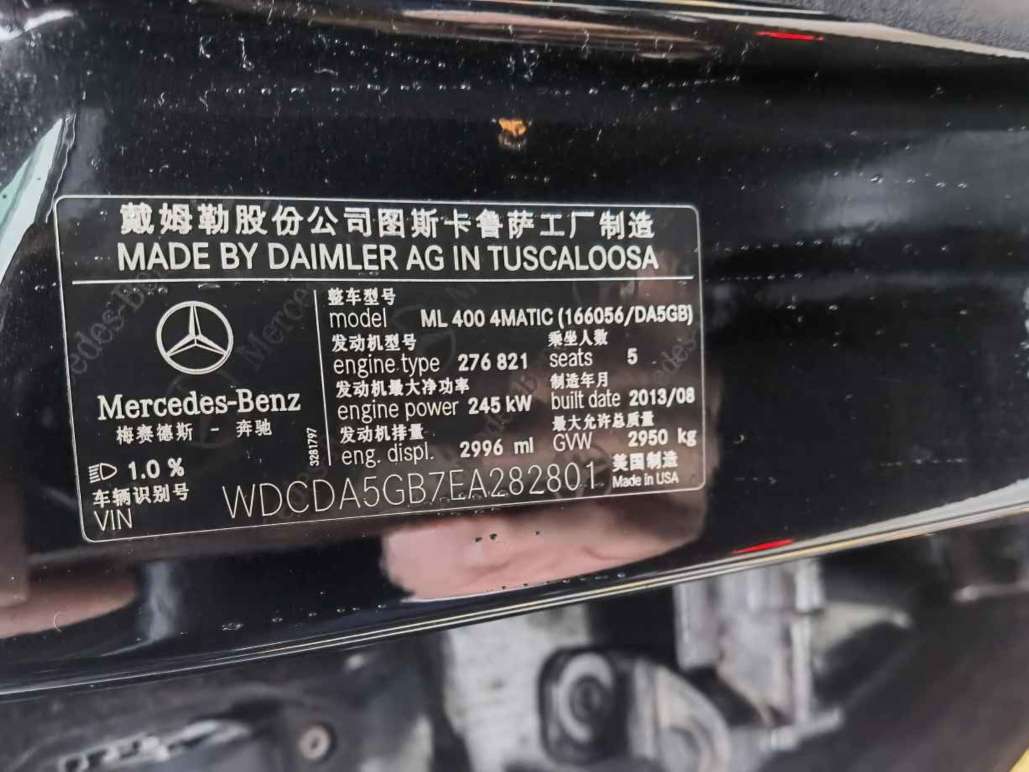 戴姆勒股份公司图斯卡鲁萨工厂制造
MADE BY DAIMLER AG IN TUSCALOOSA
Mercedes-Benz
梅赛德斯 - 奔驰
1.0 %
3281797
整车型号
model ML 400 4MATIC (166056/DA5GB)
发动机型号 乘坐人数
engine type 276 821 seats 5
发动机最大净功率 制造年月
engine power 245 kW built date 2013/08
发动机排量 最大允许总质量
eng. displ. 2996 ml GVW 2950 kg
车辆识别号
VIN WDCDA5GB7EA282801
美国制造
Made in USA